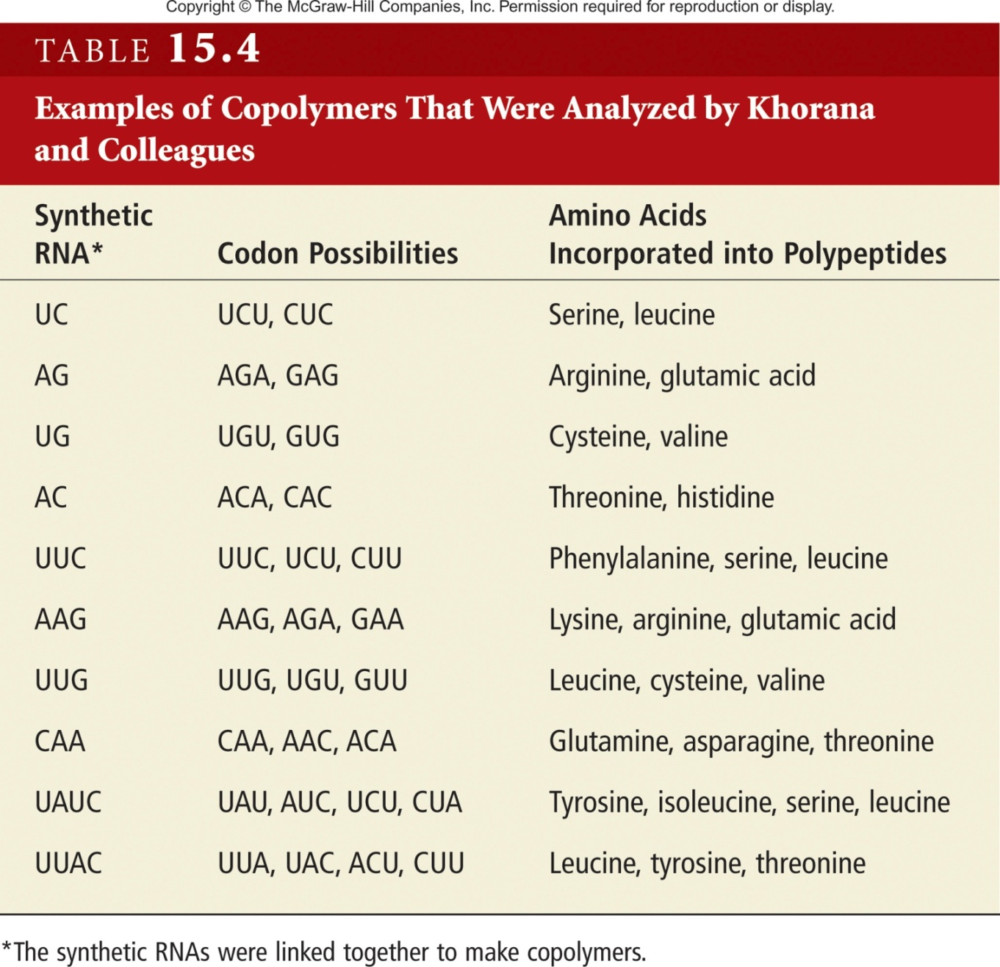 Copyright © The McGraw-Hill Companies, Inc. Permission required for reproduction or display.
TABLE 15.4
Examples of Copolymers That Were Analyzed by Khorana
and Colleagues
Synthetic Amino Acids
RNA* Codon Possibilities Incorporated into Polypeptides
UC UCU, CUC Serine, leucine
AG AGA, GAG Arginine, glutamic acid
UG UGU, GUG Cysteine, valine
AC ACA, CAC Threonine, histidine
UUC UUC, UCU, CUU Phenylalanine, serine, leucine
AAG AAG, AGA, GAA Lysine, arginine, glutamic acid
UUG UUG, UGU, GUU Leucine, cysteine, valine
CAA CAA, AAC, ACA Glutamine, asparagine, threonine
UAUC UAU, AUC, UCU, CUA Tyrosine, isoleucine, serine, leucine
UUAC UUA, UAC, ACU, CUU Leucine, tyrosine, threonine
*The synthetic RNAs were linked together to make copolymers.